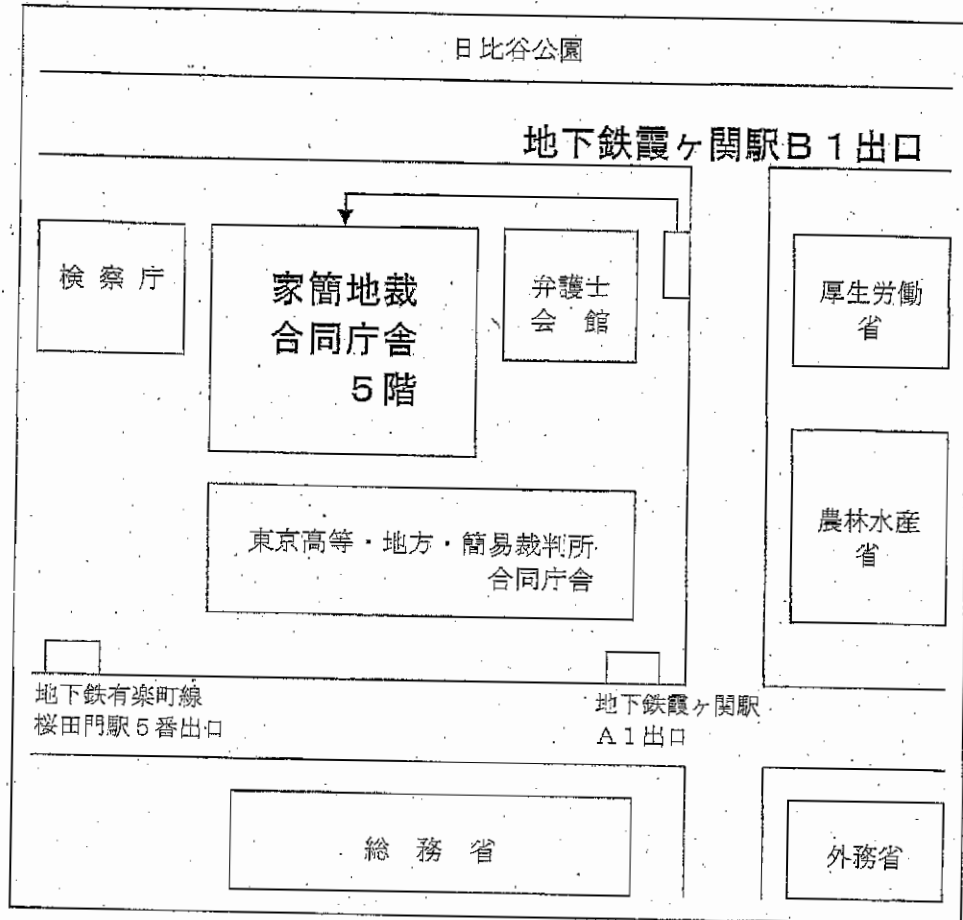 日比谷公園
地下鉄霞ヶ関駅B1出口
検察庁
家簡地裁
合同庁舎
5階
弁護士
会館
厚生労働
省
東京高等・地方・簡易裁判所
合同庁舎
農林水産
省
地下鉄有楽町線
桜田門駅5番出口
地下鉄霞ヶ関駅
A1出口
総務省
外務省